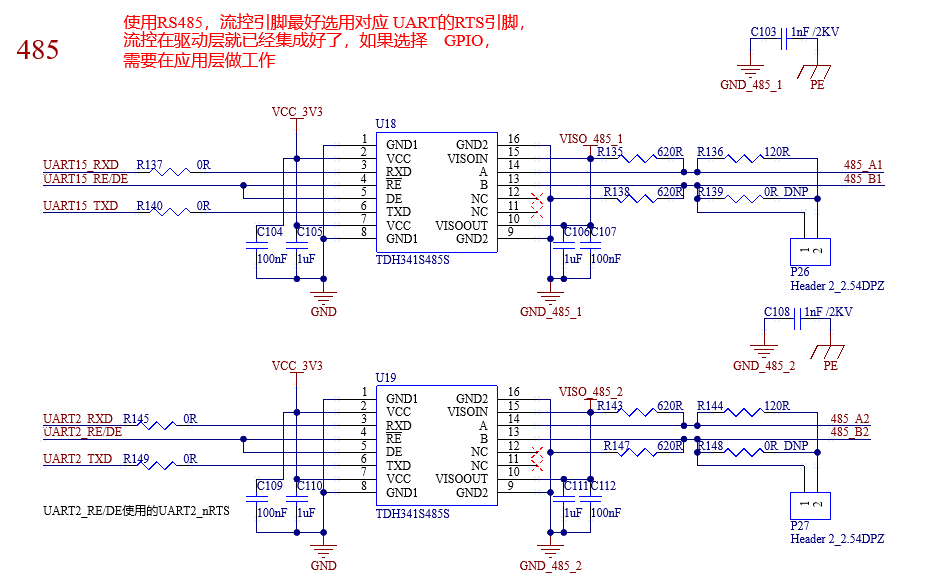 485
使用RS485，流控引脚最好选用对应 UART的RTS引脚，
流控在驱动层就已经集成好了，如果选择 GPIO，
需要在应用层做工作
C103 1nF /2KV
GND_485_1 PE
VCC_3V3
U18
VISO_485_1
1 GND1 GND2 16
2 VCC VISOIN 15
3 RXD A 14
4 RE B 13
5 DE NC 12
6 TXD NC 11
7 VCC VISOOUT 10
8 GND1 GND2 9
TDH341S485S
UART15_RXD R137 0R
UART15_RE/DE
UART15_TXD R140 0R
C104 C105
100nF 1uF
GND
R135 620R R136 120R
485_A1
485_B1
R138 620R R139 0R DNP
C106 C107
1uF 100nF
GND_485_1
1 2
P26
Header 2_2.54DPZ
C108 1nF /2KV
GND_485_2 PE
VCC_3V3
U19
VISO_485_2
1 GND1 GND2 16
2 VCC VISOIN 15
3 RXD A 14
4 RE B 13
5 DE NC 12
6 TXD NC 11
7 VCC VISOOUT 10
8 GND1 GND2 9
TDH341S485S
UART2_RXD R145 0R
UART2_RE/DE
UART2_TXD R149 0R
C109 C110
100nF 1uF
UART2_RE/DE使用的UART2_nRTS
GND
R143 620R R144 120R
485_A2
485_B2
R147 620R R148 0R DNP
C111 C112
1uF 100nF
GND_485_2
1 2
P27
Header 2_2.54DPZ